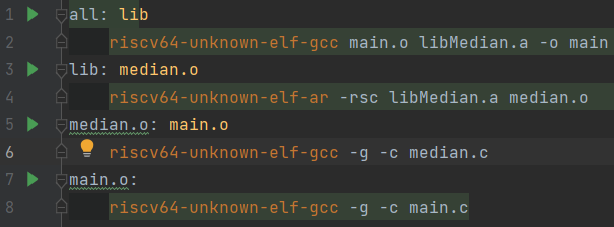 1 all: lib
2 riscv64-unknown-elf-gcc main.o libMedian.a -o main
3 lib: median.o
4 riscv64-unknown-elf-ar -rsc libMedian.a median.o
5 median.o: main.o
6 riscv64-unknown-elf-gcc -g -c median.c
7 main.o:
8 riscv64-unknown-elf-gcc -g -c main.c